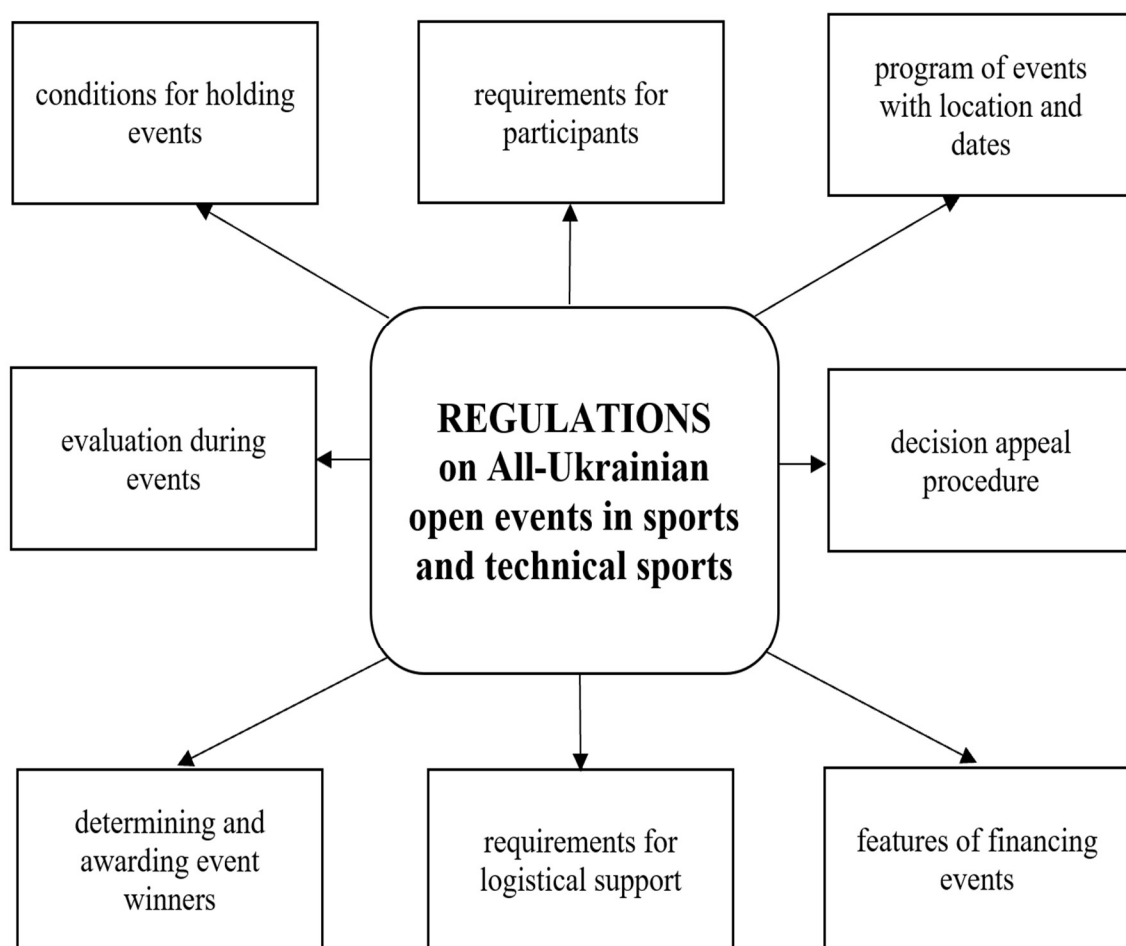 conditions for holding
events
requirements for
participants
program of events
with location and
dates
evaluation during
events
REGULATIONS
on All-Ukrainian
open events in sports
and technical sports
decision appeal
procedure
determining and
awarding event
winners
requirements for
logistical support
features of financing
events